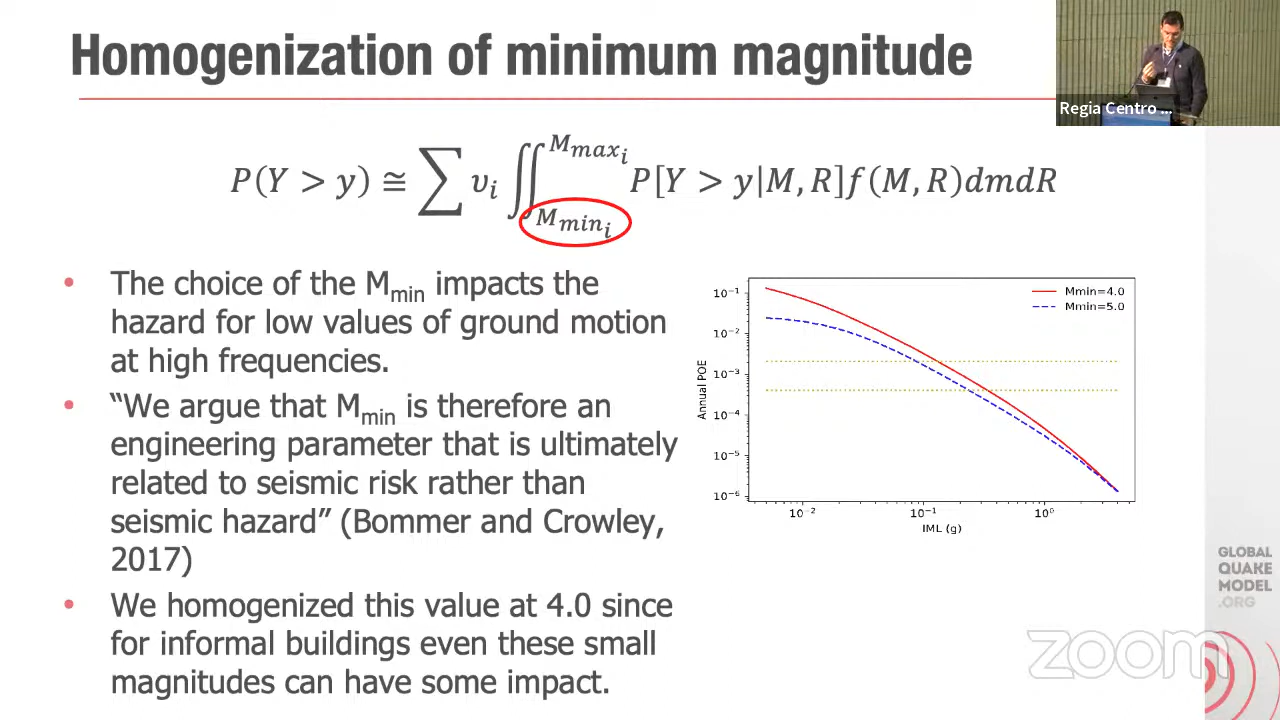 Homogenization of minimum magnitude
Regia Centro ...
P(Y > y) ≅ ∑ υᵢ ∬_{M_{min_i}}^{M_{max_i}} P[Y > y|M, R]f(M, R)dmdR
• The choice of the Mmin impacts the
hazard for low values of ground motion
at high frequencies.
• “We argue that Mmin is therefore an
engineering parameter that is ultimately
related to seismic risk rather than
seismic hazard” (Bommer and Crowley,
2017)
• We homogenized this value at 4.0 since
for informal buildings even these small
magnitudes can have some impact.
Mmin=4.0
Mmin=5.0
Annual POE
10⁻¹
10⁻²
10⁻³
10⁻⁴
10⁻⁵
10⁻⁶
10⁻² 10⁻¹ 10⁰
IML (g)
GLOBAL
QUAKE
MODEL
.ORG
zoom